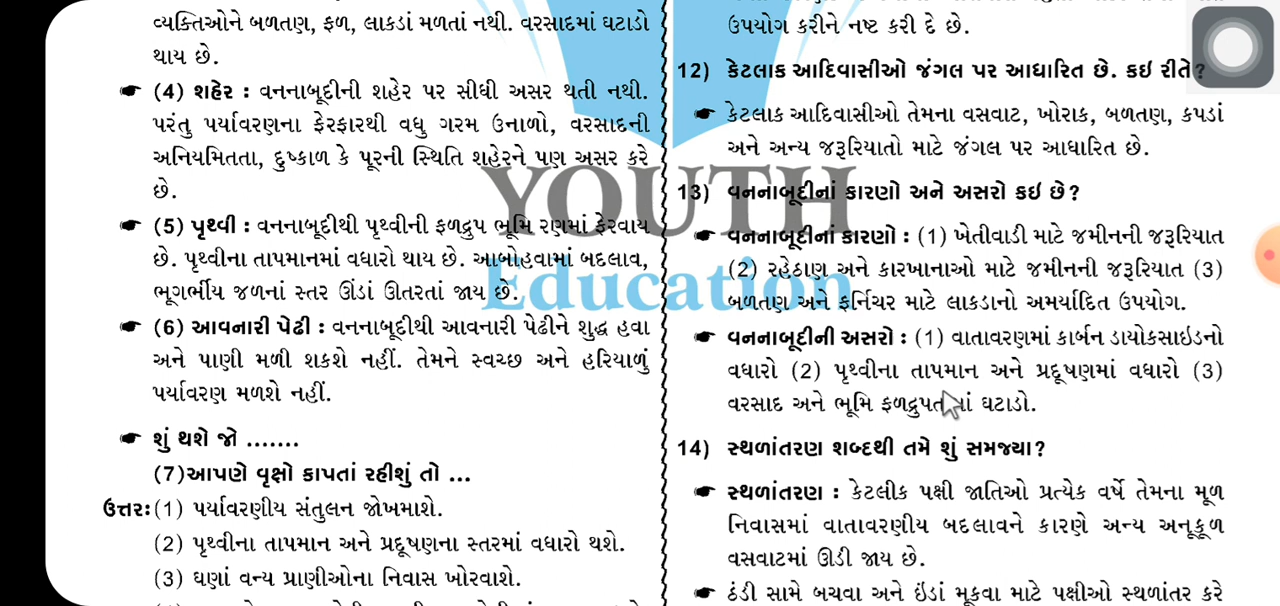 વ્યક્તિઓને બળતણ, ફળ, લાકડાં મળતાં નથી. વરસાદમાં ઘટાડો
થાય છે.
☛ (4) શહેર : વનનાબૂદીની શહેર પર સીધી અસર થતી નથી.
પરંતુ પર્યાવરણના ફેરફારથી વધુ ગરમ ઉનાળો, વરસાદની
અનિયમિતતા, દુષ્કાળ કે પૂરની સ્થિતિ શહેરને પણ અસર કરે
છે.
☛ (5) પૃથ્વી : વનનાબૂદીથી પૃથ્વીની ફળદ્રુપ ભૂમિ રણમાં ફેરવાય
છે. પૃથ્વીના તાપમાનમાં વધારો થાય છે. આબોહવામાં બદલાવ,
ભૂગર્ભીય જળનાં સ્તર ઊંડાં ઊતરતાં જાય છે.
☛ (6) આવનારી પેઢી : વનનાબૂદીથી આવનારી પેઢીને શુદ્ધ હવા
અને પાણી મળી શકશે નહીં. તેમને સ્વચ્છ અને હરિયાળું
પર્યાવરણ મળશે નહીં.
☛ શું થશે જો .......
(7)આપણે વૃક્ષો કાપતાં રહીશું તો ...
ઉત્તરઃ(1) પર્યાવરણીય સંતુલન જોખમાશે.
(2) પૃથ્વીના તાપમાન અને પ્રદૂષણના સ્તરમાં વધારો થશે.
(3) ઘણાં વન્ય પ્રાણીઓના નિવાસ ખોરવાશે.
ઉપયોગ કરીને નષ્ટ કરી દે છે.
12) કેટલાક આદિવાસીઓ જંગલ પર આધારિત છે. કઇ રીતે?
☛ કેટલાક આદિવાસીઓ તેમના વસવાટ, ખોરાક, બળતણ, કપડાં
અને અન્ય જરૂરિયાતો માટે જંગલ પર આધારિત છે.
13) વનનાબૂદીનાં કારણો અને અસરો કઇ છે?
☛ વનનાબૂદીનાં કારણો : (1) ખેતીવાડી માટે જમીનની જરૂરિયાત
(2) રહેઠાણ અને કારખાનાઓ માટે જમીનની જરૂરિયાત (3)
બળતણ અને ફર્નિચર માટે લાકડાનો અમર્યાદિત ઉપયોગ.
☛ વનનાબૂદીની અસરો : (1) વાતાવરણમાં કાર્બન ડાયોકસાઇડનો
વધારો (2) પૃથ્વીના તાપમાન અને પ્રદૂષણમાં વધારો (3)
વરસાદ અને ભૂમિ ઘટાડો.
14) સ્થળાંતરણ શબ્દથી તમે શું સમજ્યા?
☛ સ્થળાંતરણ : કેટલીક પક્ષી જાતિઓ પ્રત્યેક વર્ષે તેમના મૂળ
નિવાસમાં વાતાવરણીય બદલાવને કારણે અન્ય અનૂકૂળ
વસવાટમાં ઊડી જાય છે.
☛ ઠંડી સામે બચવા અને ઇંડાં મૂકવા માટે પક્ષીઓ સ્થળાંતર કરે
YOUTH
Education